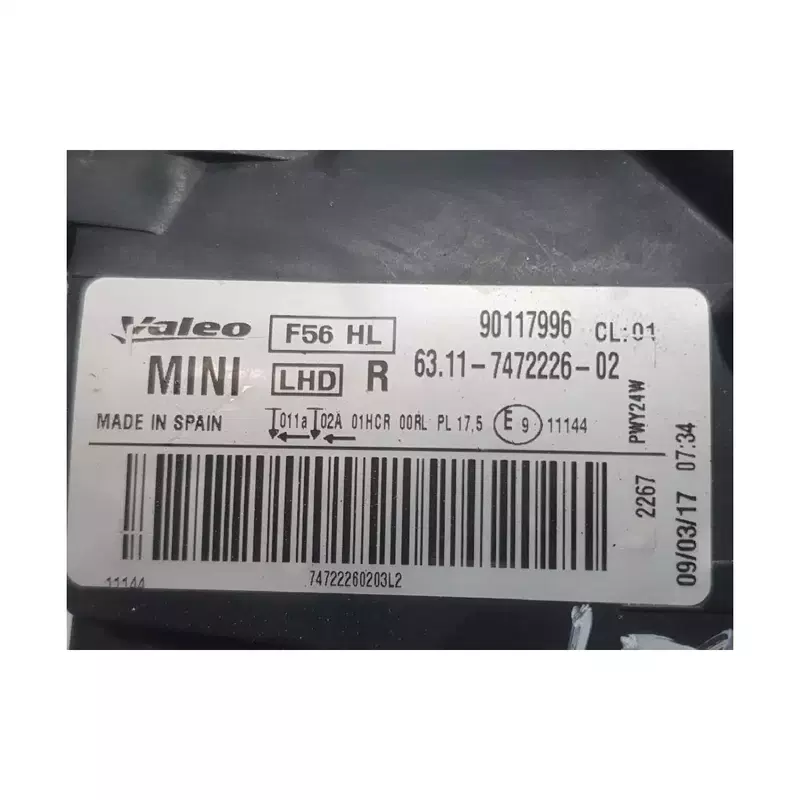 Valeo F56 HL 90117996 CL:01
MINI LHD R 63.11-7472226-02
MADE IN SPAIN 011a 02A 01HCR 00RL PL 17,5 E9 11144
PWY24W
2267
09/03/17 07:34
11144 74722260203L2